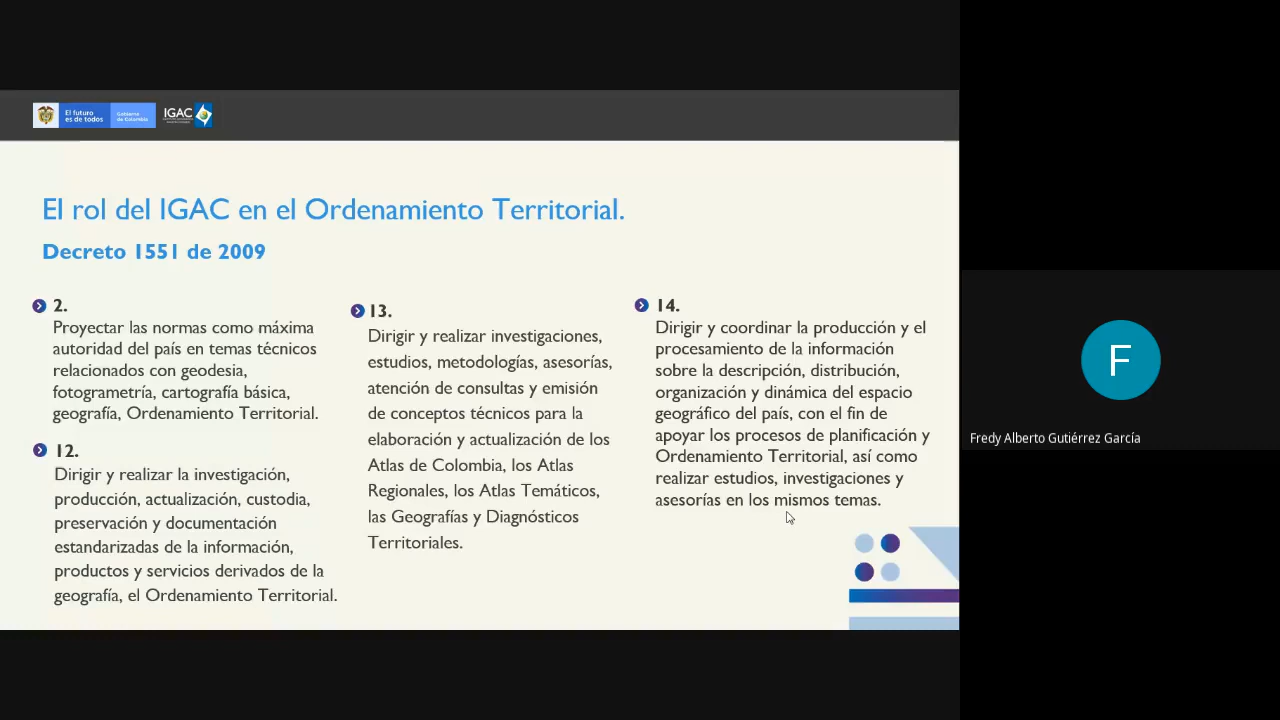 El futuro
es de todos
Gobierno
de Colombia
IGAC
El rol del IGAC en el Ordenamiento Territorial.
Decreto 1551 de 2009
2.
Proyectar las normas como máxima
autoridad del país en temas técnicos
relacionados con geodesia,
fotogrametría, cartografía básica,
geografía, Ordenamiento Territorial.
12.
Dirigir y realizar la investigación,
producción, actualización, custodia,
preservación y documentación
estandarizadas de la información,
productos y servicios derivados de la
geografía, el Ordenamiento Territorial.
13.
Dirigir y realizar investigaciones,
estudios, metodologías, asesorías,
atención de consultas y emisión
de conceptos técnicos para la
elaboración y actualización de los
Atlas de Colombia, los Atlas
Regionales, los Atlas Temáticos,
las Geografías y Diagnósticos
Territoriales.
14.
Dirigir y coordinar la producción y el
procesamiento de la información
sobre la descripción, distribución,
organización y dinámica del espacio
geográfico del país, con el fin de
apoyar los procesos de planificación y
Ordenamiento Territorial, así como
realizar estudios, investigaciones y
asesorías en los mismos temas.
F
Fredy Alberto Gutiérrez García